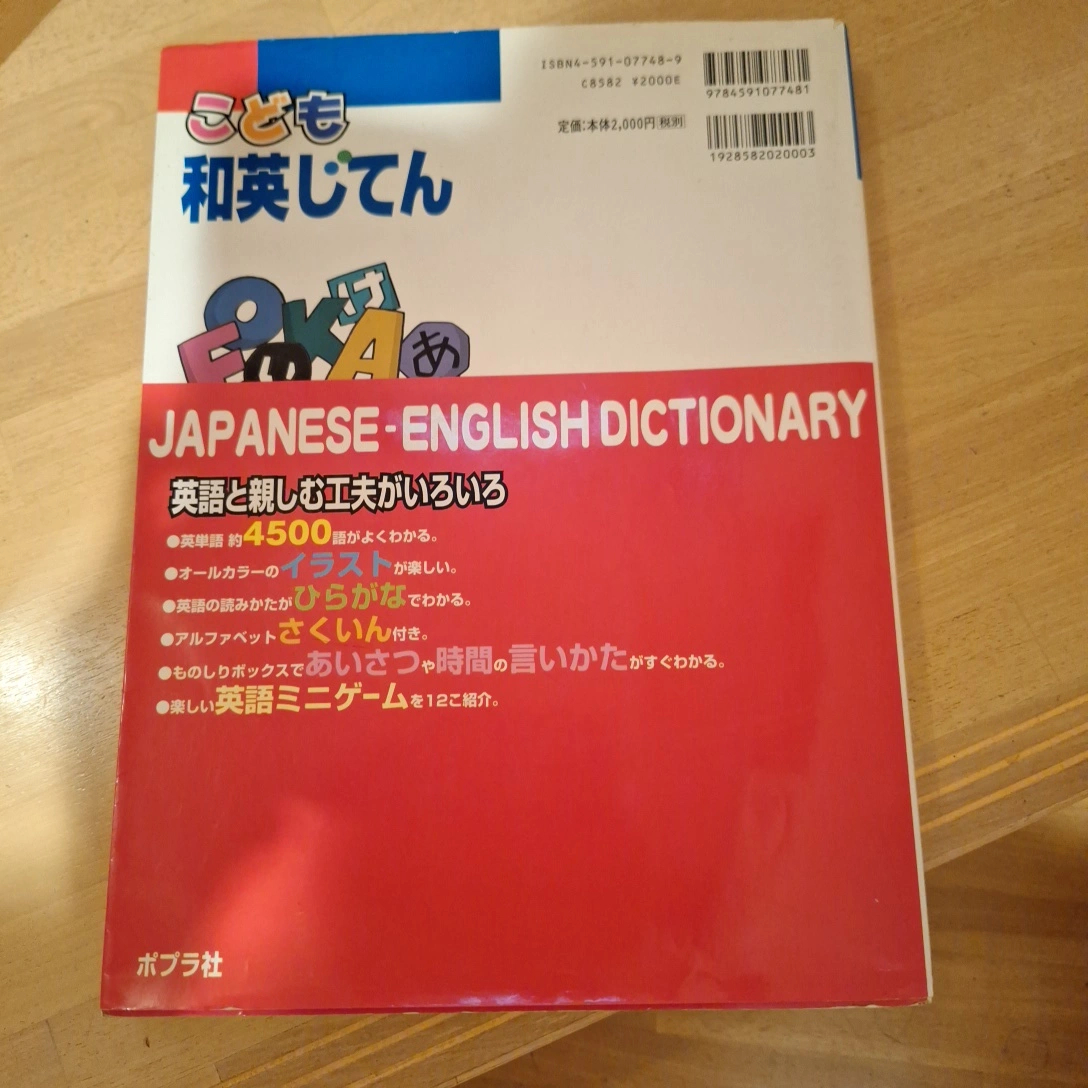 こども
和英じてん
ISBN4-591-07748-9
C8582 ¥2000E
9784591077481
定価:本体2,000円 税別
1928582020003
O K け
F A あ
JAPANESE-ENGLISH DICTIONARY
英語と親しむ工夫がいろいろ
●英単語 約4500語がよくわかる。
●オールカラーのイラストが楽しい。
●英語の読みかたがひらがなでわかる。
●アルファベットさくいん付き。
●ものしりボックスであいさつや時間の言いかたがすぐわかる。
●楽しい英語ミニゲームを12こ紹介。
ポプラ社